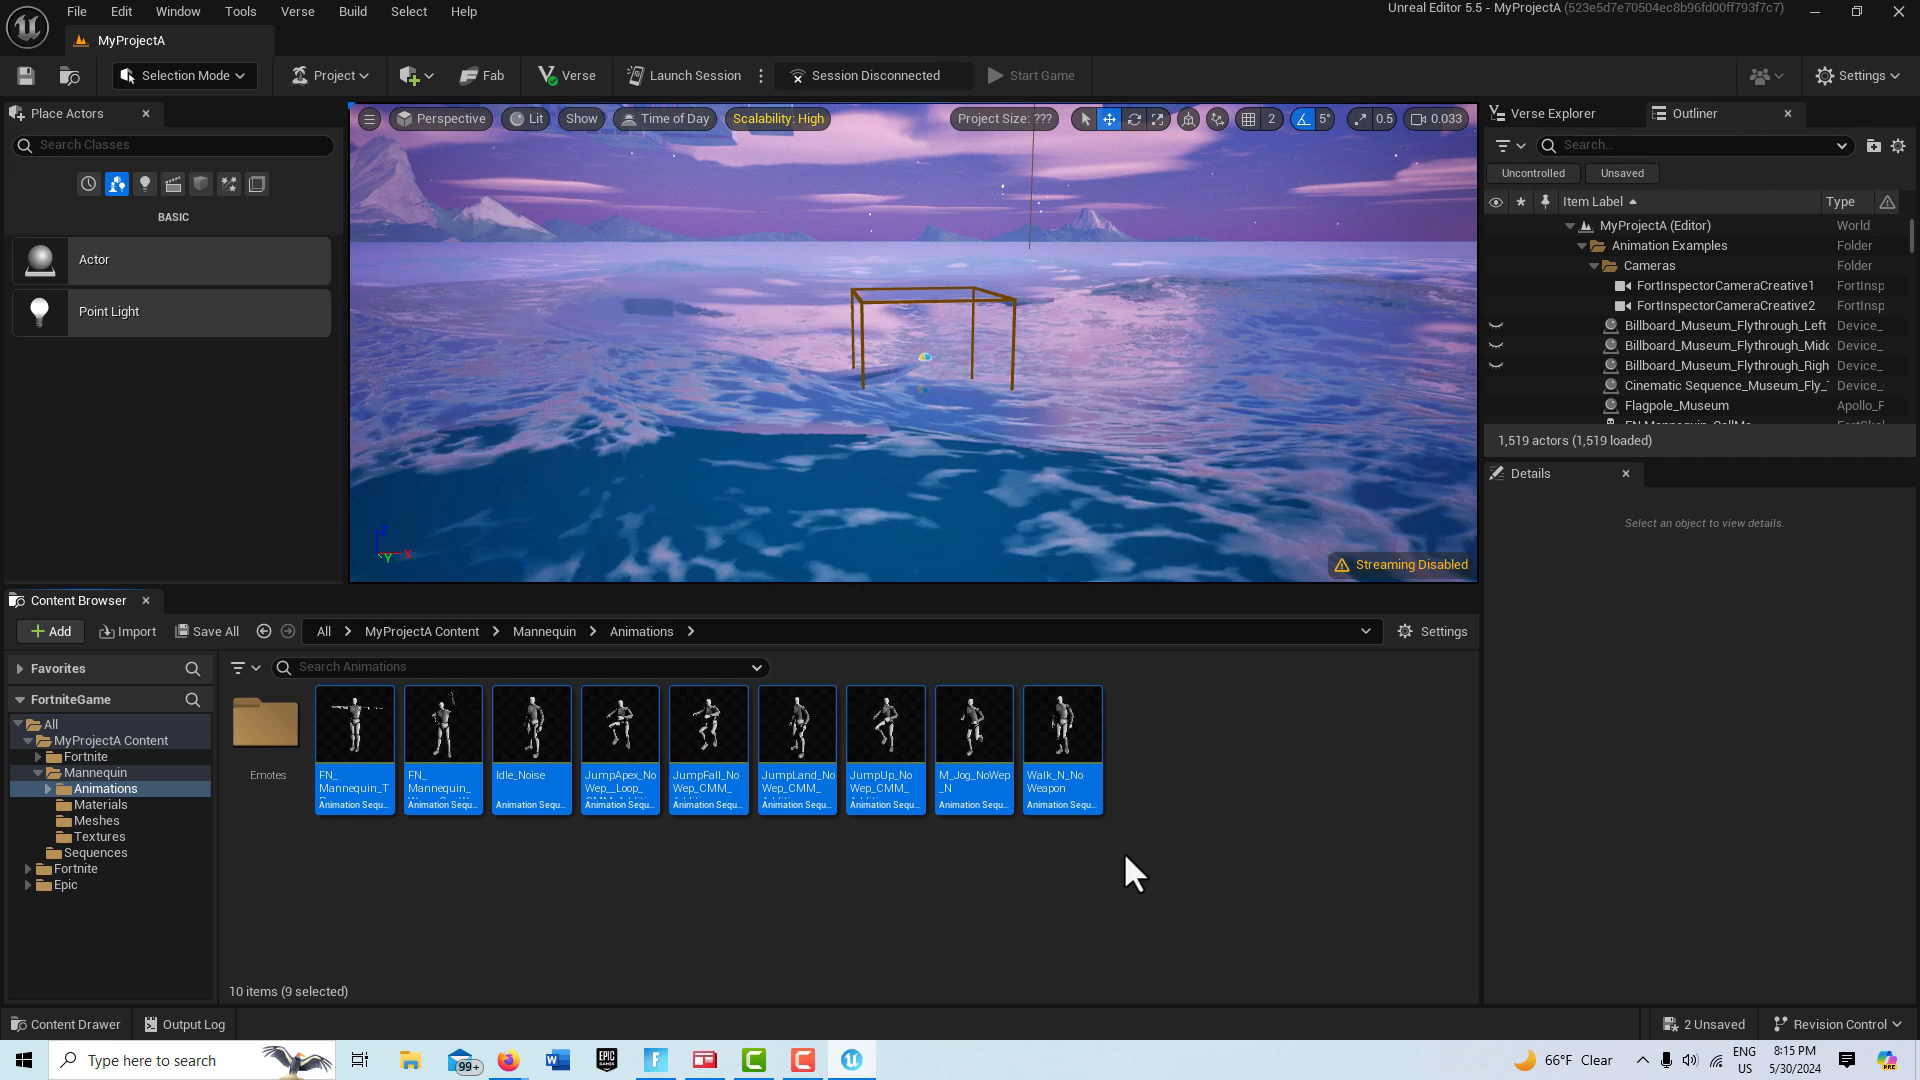 File Edit Window Tools Verse Build Select Help
Unreal Editor 5.5 - MyProjectA (523e5d7e70504ec8b96fd00ff793f7c7)
MyProjectA
Selection Mode Project Fab Verse Launch Session Session Disconnected Start Game Settings
Place Actors
Search Classes
BASIC
Actor
Point Light
Perspective Lit Show Time of Day Scalability: High Project Size: ??? 2 5° 0.5 0.033
Z
X
Y
Streaming Disabled
Verse Explorer Outliner
Search...
Uncontrolled Unsaved
Item Label Type
MyProjectA (Editor) World
Animation Examples Folder
Cameras Folder
FortInspectorCameraCreative1 FortInsp
FortInspectorCameraCreative2 FortInsp
Billboard_Museum_Flythrough_Left Device_
Billboard_Museum_Flythrough_Midd Device_
Billboard_Museum_Flythrough_Righ Device_
Cinematic Sequence_Museum_Fly_ Device_
Flagpole_Museum Apollo_F
1,519 actors (1,519 loaded)
Details
Select an object to view details.
Content Browser
Add Import Save All All MyProjectA Content Mannequin Animations Settings
Favorites
FortniteGame
All
MyProjectA Content
Fortnite
Mannequin
Animations
Materials
Meshes
Textures
Sequences
Fortnite
Epic
Search Animations
Emotes
FN_
Mannequin_T
Animation Sequ...
FN_
Mannequin_
Animation Sequ...
Idle_Noise
Animation Sequ...
JumpApex_No
Wep__Loop_
Animation Sequ...
JumpFall_No
Wep_CMM_
Animation Sequ...
JumpLand_No
Wep_CMM_
Animation Sequ...
JumpUp_No
Wep_CMM_
Animation Sequ...
M_Jog_NoWep
_N
Animation Sequ...
Walk_N_No
Weapon
Animation Sequ...
10 items (9 selected)
Content Drawer Output Log 2 Unsaved Revision Control
Type here to search
99+
EPIC
GAMES
66°F Clear
ENG
US
8:15 PM
5/30/2024
PRE